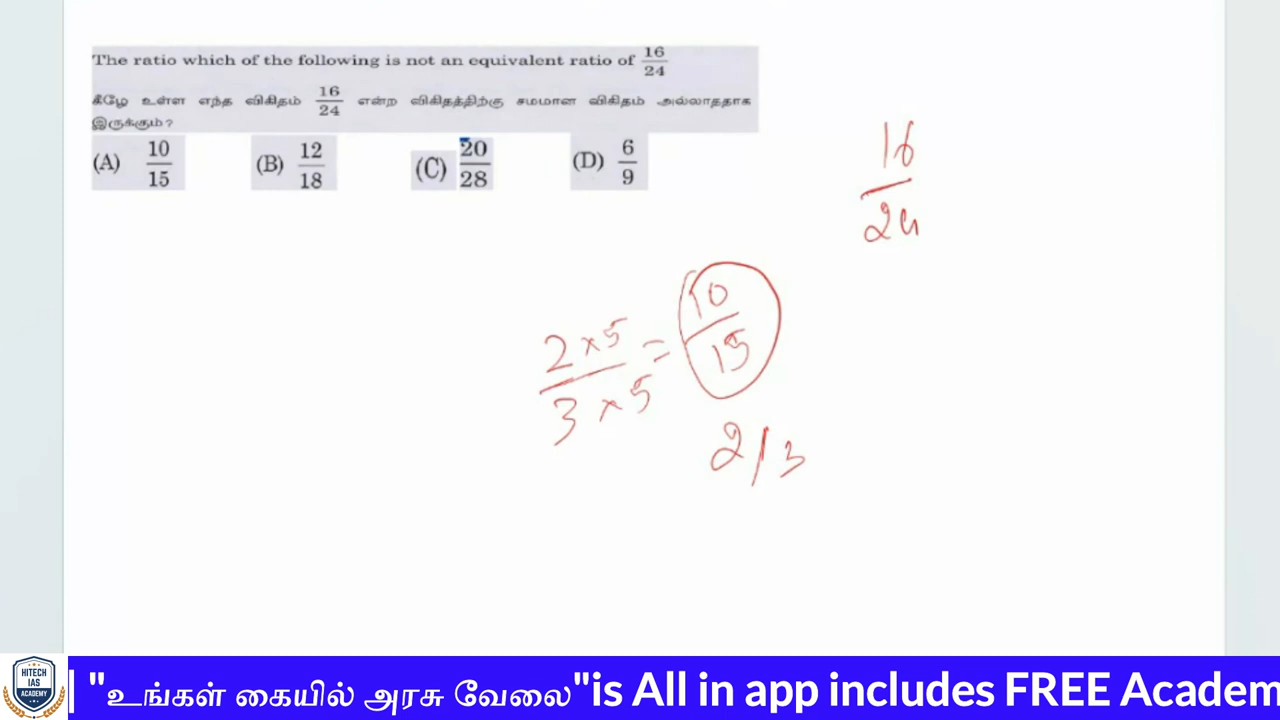 The ratio which of the following is not an equivalent ratio of 16/24
கீழே உள்ள எந்த விகிதம் 16/24 என்ற விகிதத்திற்கு சமமான விகிதம் அல்லாததாக
இருக்கும்?
(A) 10/15 (B) 12/18 (C) 20/28 (D) 6/9
16/24
2×5/3×5 = 10/15
2/3
HITECH
IAS
ACADEMY
"உங்கள் கையில் அரசு வேலை"is All in app includes FREE Academ